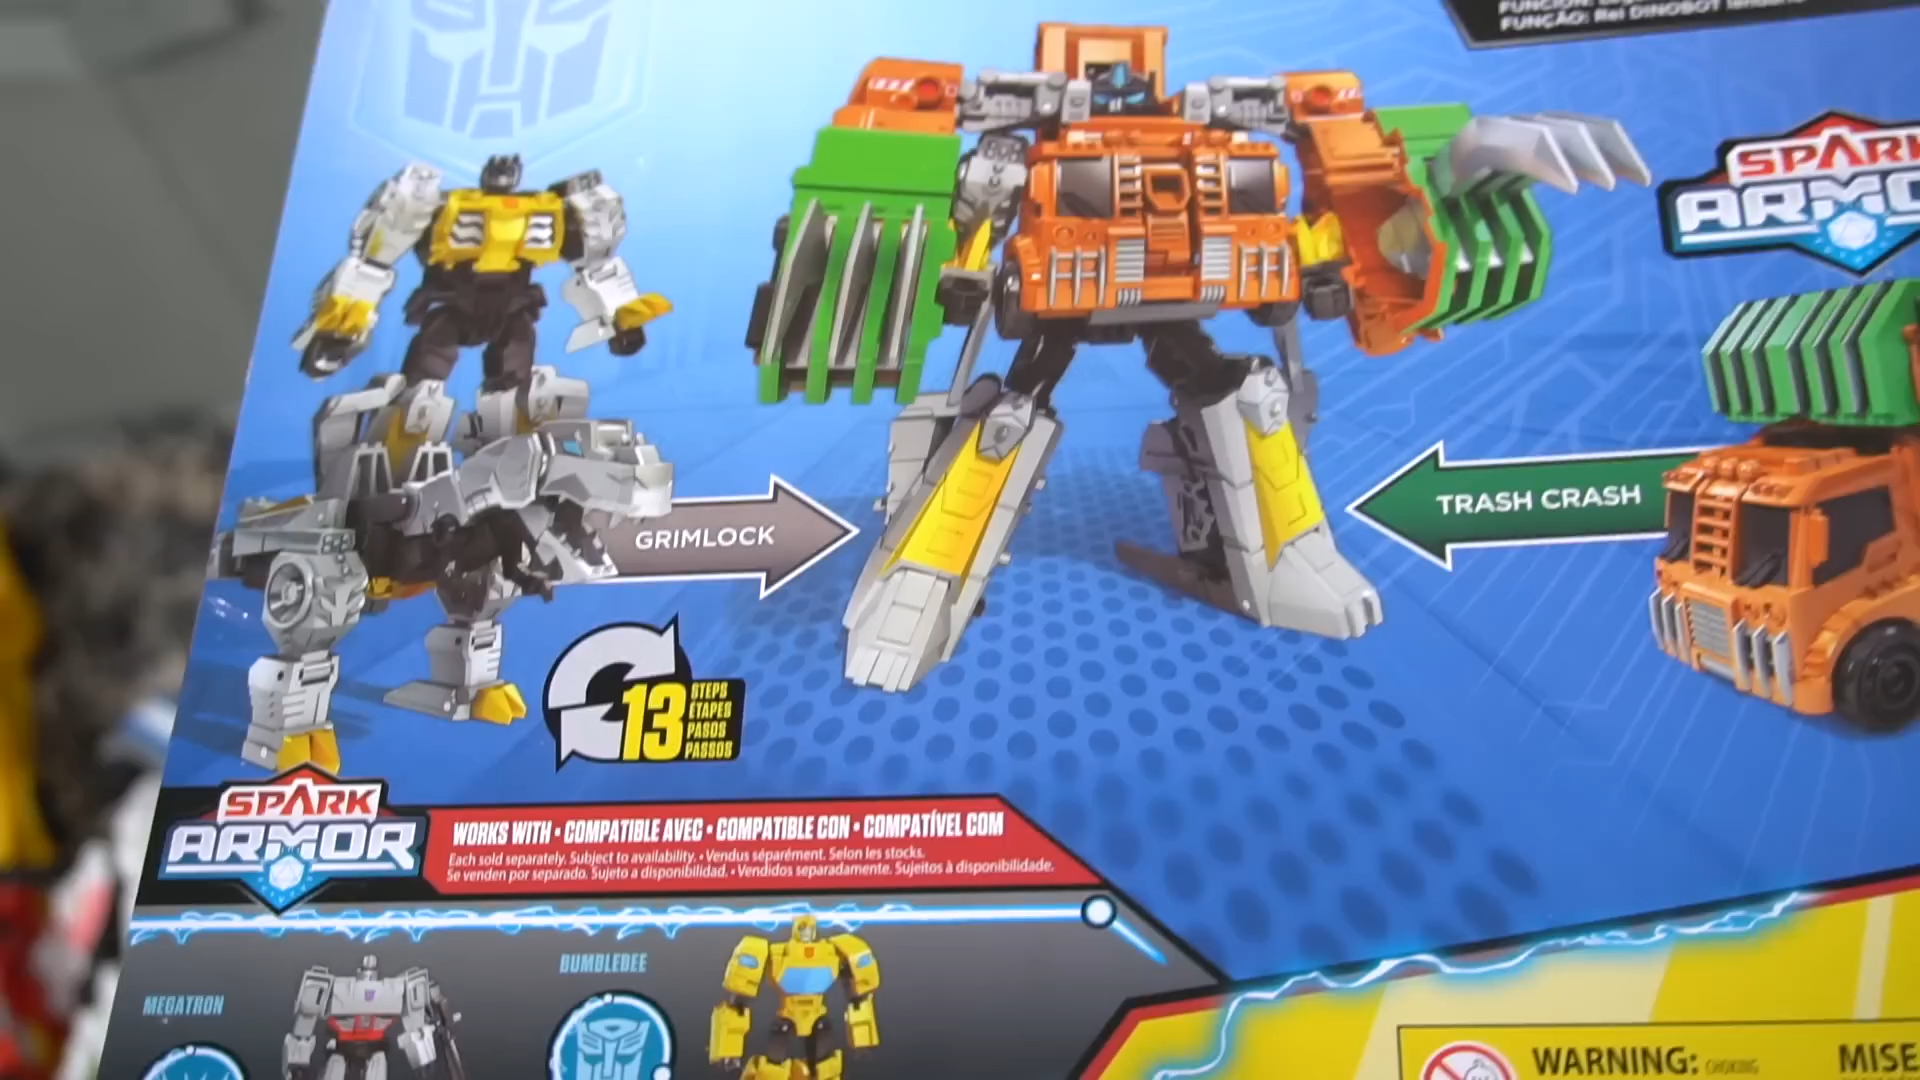 FUNÇÃO: Rei DINOBOT
SPARK
GRIMLOCK
TRASH CRASH
13
STEPS
ÉTAPES
PASOS
PASSOS
SPARK
ARMOR
WORKS WITH • COMPATIBLE AVEC • COMPATIBLE CON • COMPATÍVEL COM
Each sold separately. Subject to availability. • Vendus séparément. Selon les stocks.
Se venden por separado. Sujeto a disponibilidad. • Vendidos separadamente. Sujeitos à disponibilidade.
MEGATRON
BUMBLEBEE
WARNING: CHOKING
MISE